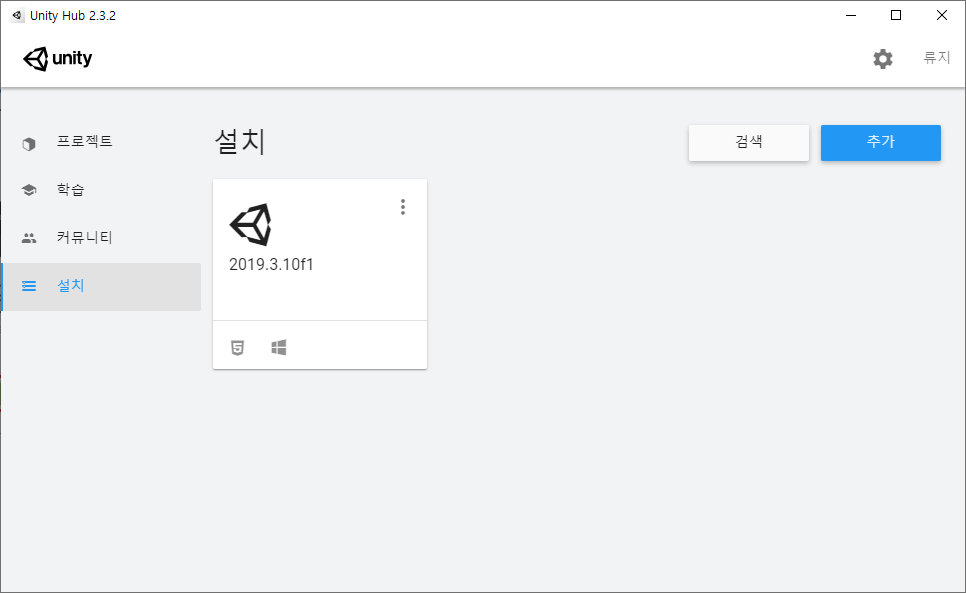 Unity Hub 2.3.2
unity
류지
프로젝트
학습
커뮤니티
설치
설치
검색
추가
2019.3.10f1